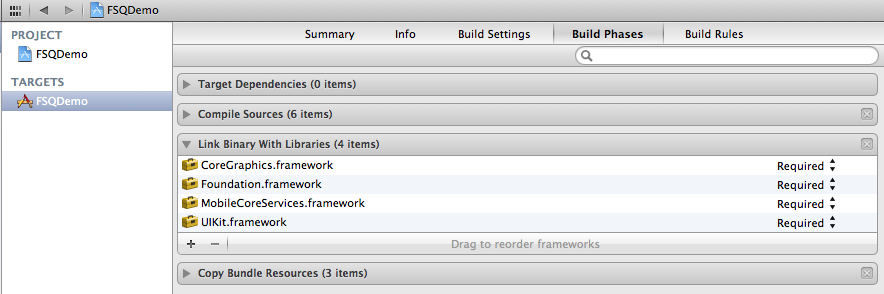 FSQDemo
PROJECT
FSQDemo
TARGETS
FSQDemo
Summary Info Build Settings Build Phases Build Rules
Target Dependencies (0 items)
Compile Sources (6 items)
Link Binary With Libraries (4 items)
CoreGraphics.framework Required
Foundation.framework Required
MobileCoreServices.framework Required
UIKit.framework Required
+ − Drag to reorder frameworks
Copy Bundle Resources (3 items)